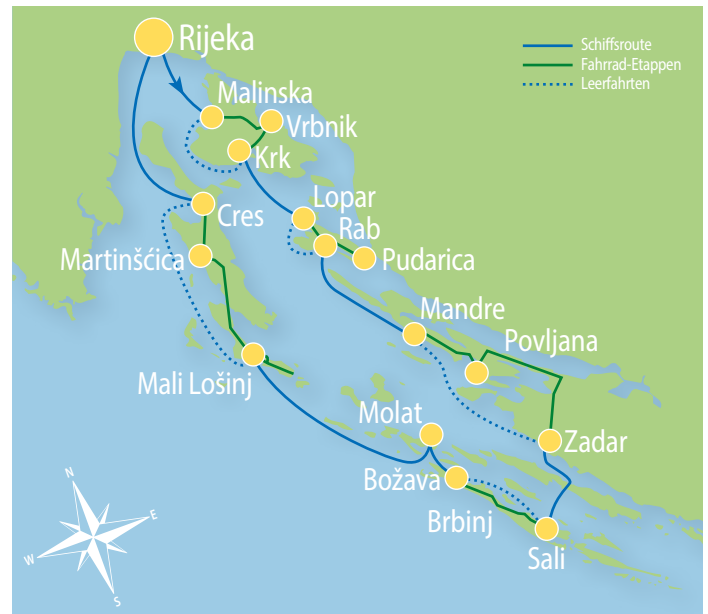 Rijeka
Schiffsroute
Fahrrad-Etappen
Leerfahrten
Malinska
Vrbnik
Krk
Lopar
Cres
Rab
Martinšćica
Pudarica
Mandre
Povljana
Mali Lošinj
Molat
Zadar
Božava
Brbinj
Sali
N
E
W
S